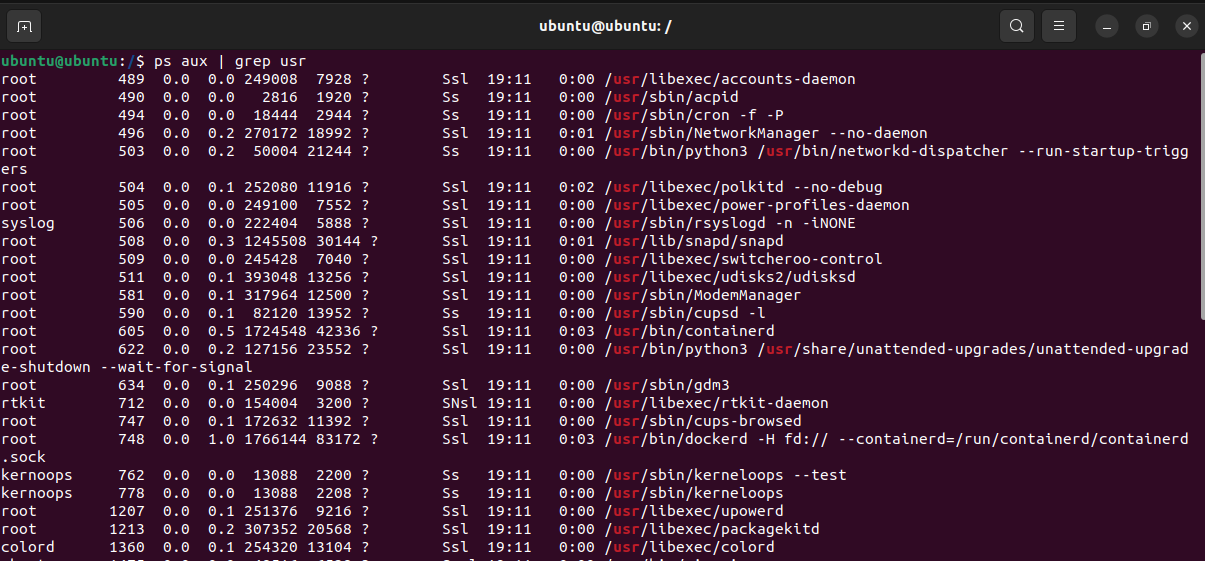 ubuntu@ubuntu: /
ubuntu@ubuntu:/$ ps aux | grep usr
root         489  0.0  0.0 249008  7928 ?        Ssl  19:11   0:00 /usr/libexec/accounts-daemon
root         490  0.0  0.0   2816  1920 ?        Ss   19:11   0:00 /usr/sbin/acpid
root         494  0.0  0.0  18444  2944 ?        Ss   19:11   0:00 /usr/sbin/cron -f -P
root         496  0.0  0.2 270172 18992 ?        Ssl  19:11   0:01 /usr/sbin/NetworkManager --no-daemon
root         503  0.0  0.2  50004 21244 ?        Ss   19:11   0:00 /usr/bin/python3 /usr/bin/networkd-dispatcher --run-startup-trigg
ers
root         504  0.0  0.1 252080 11916 ?        Ssl  19:11   0:02 /usr/libexec/polkitd --no-debug
root         505  0.0  0.0 249100  7552 ?        Ssl  19:11   0:00 /usr/libexec/power-profiles-daemon
syslog       506  0.0  0.0 222404  5888 ?        Ssl  19:11   0:00 /usr/sbin/rsyslogd -n -iNONE
root         508  0.0  0.3 1245508 30144 ?       Ssl  19:11   0:01 /usr/lib/snapd/snapd
root         509  0.0  0.0 245428  7040 ?        Ssl  19:11   0:00 /usr/libexec/switcheroo-control
root         511  0.0  0.1 393048 13256 ?        Ssl  19:11   0:00 /usr/libexec/udisks2/udisksd
root         581  0.0  0.1 317964 12500 ?        Ssl  19:11   0:00 /usr/sbin/ModemManager
root         590  0.0  0.1  82120 13952 ?        Ss   19:11   0:00 /usr/sbin/cupsd -l
root         605  0.0  0.5 1724548 42336 ?       Ssl  19:11   0:03 /usr/bin/containerd
root         622  0.0  0.2 127156 23552 ?        Ssl  19:11   0:00 /usr/bin/python3 /usr/share/unattended-upgrades/unattended-upgrad
e-shutdown --wait-for-signal
root         634  0.0  0.1 250296  9088 ?        Ssl  19:11   0:00 /usr/sbin/gdm3
rtkit        712  0.0  0.0 154004  3200 ?        SNsl 19:11   0:00 /usr/libexec/rtkit-daemon
root         747  0.0  0.1 172632 11392 ?        Ssl  19:11   0:00 /usr/sbin/cups-browsed
root         748  0.0  1.0 1766144 83172 ?       Ssl  19:11   0:03 /usr/bin/dockerd -H fd:// --containerd=/run/containerd/containerd
.sock
kernoops     762  0.0  0.0  13088  2200 ?        Ss   19:11   0:00 /usr/sbin/kerneloops --test
kernoops     778  0.0  0.0  13088  2208 ?        Ss   19:11   0:00 /usr/sbin/kerneloops
root        1207  0.0  0.1 251376  9216 ?        Ssl  19:11   0:00 /usr/libexec/upowerd
root        1213  0.0  0.2 307352 20568 ?        Ssl  19:11   0:00 /usr/libexec/packagekitd
colord      1360  0.0  0.1 254320 13104 ?        Ssl  19:11   0:00 /usr/libexec/colord